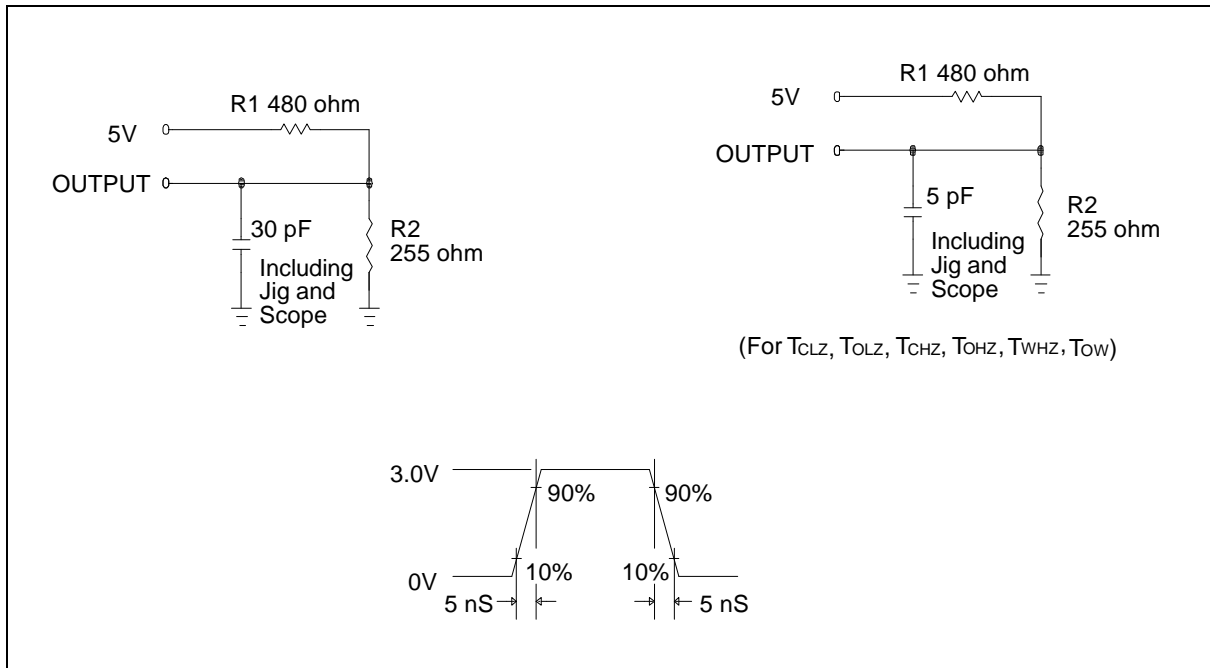 R1 480 ohm
5V
OUTPUT
30 pF
Including
Jig and
Scope
R2
255 ohm
R1 480 ohm
5V
OUTPUT
5 pF
Including
Jig and
Scope
R2
255 ohm
(For TCLZ, TOLZ, TCHZ, TOHZ, TWHZ, TOW)
3.0V
90%
90%
0V
10%
10%
5 nS
5 nS